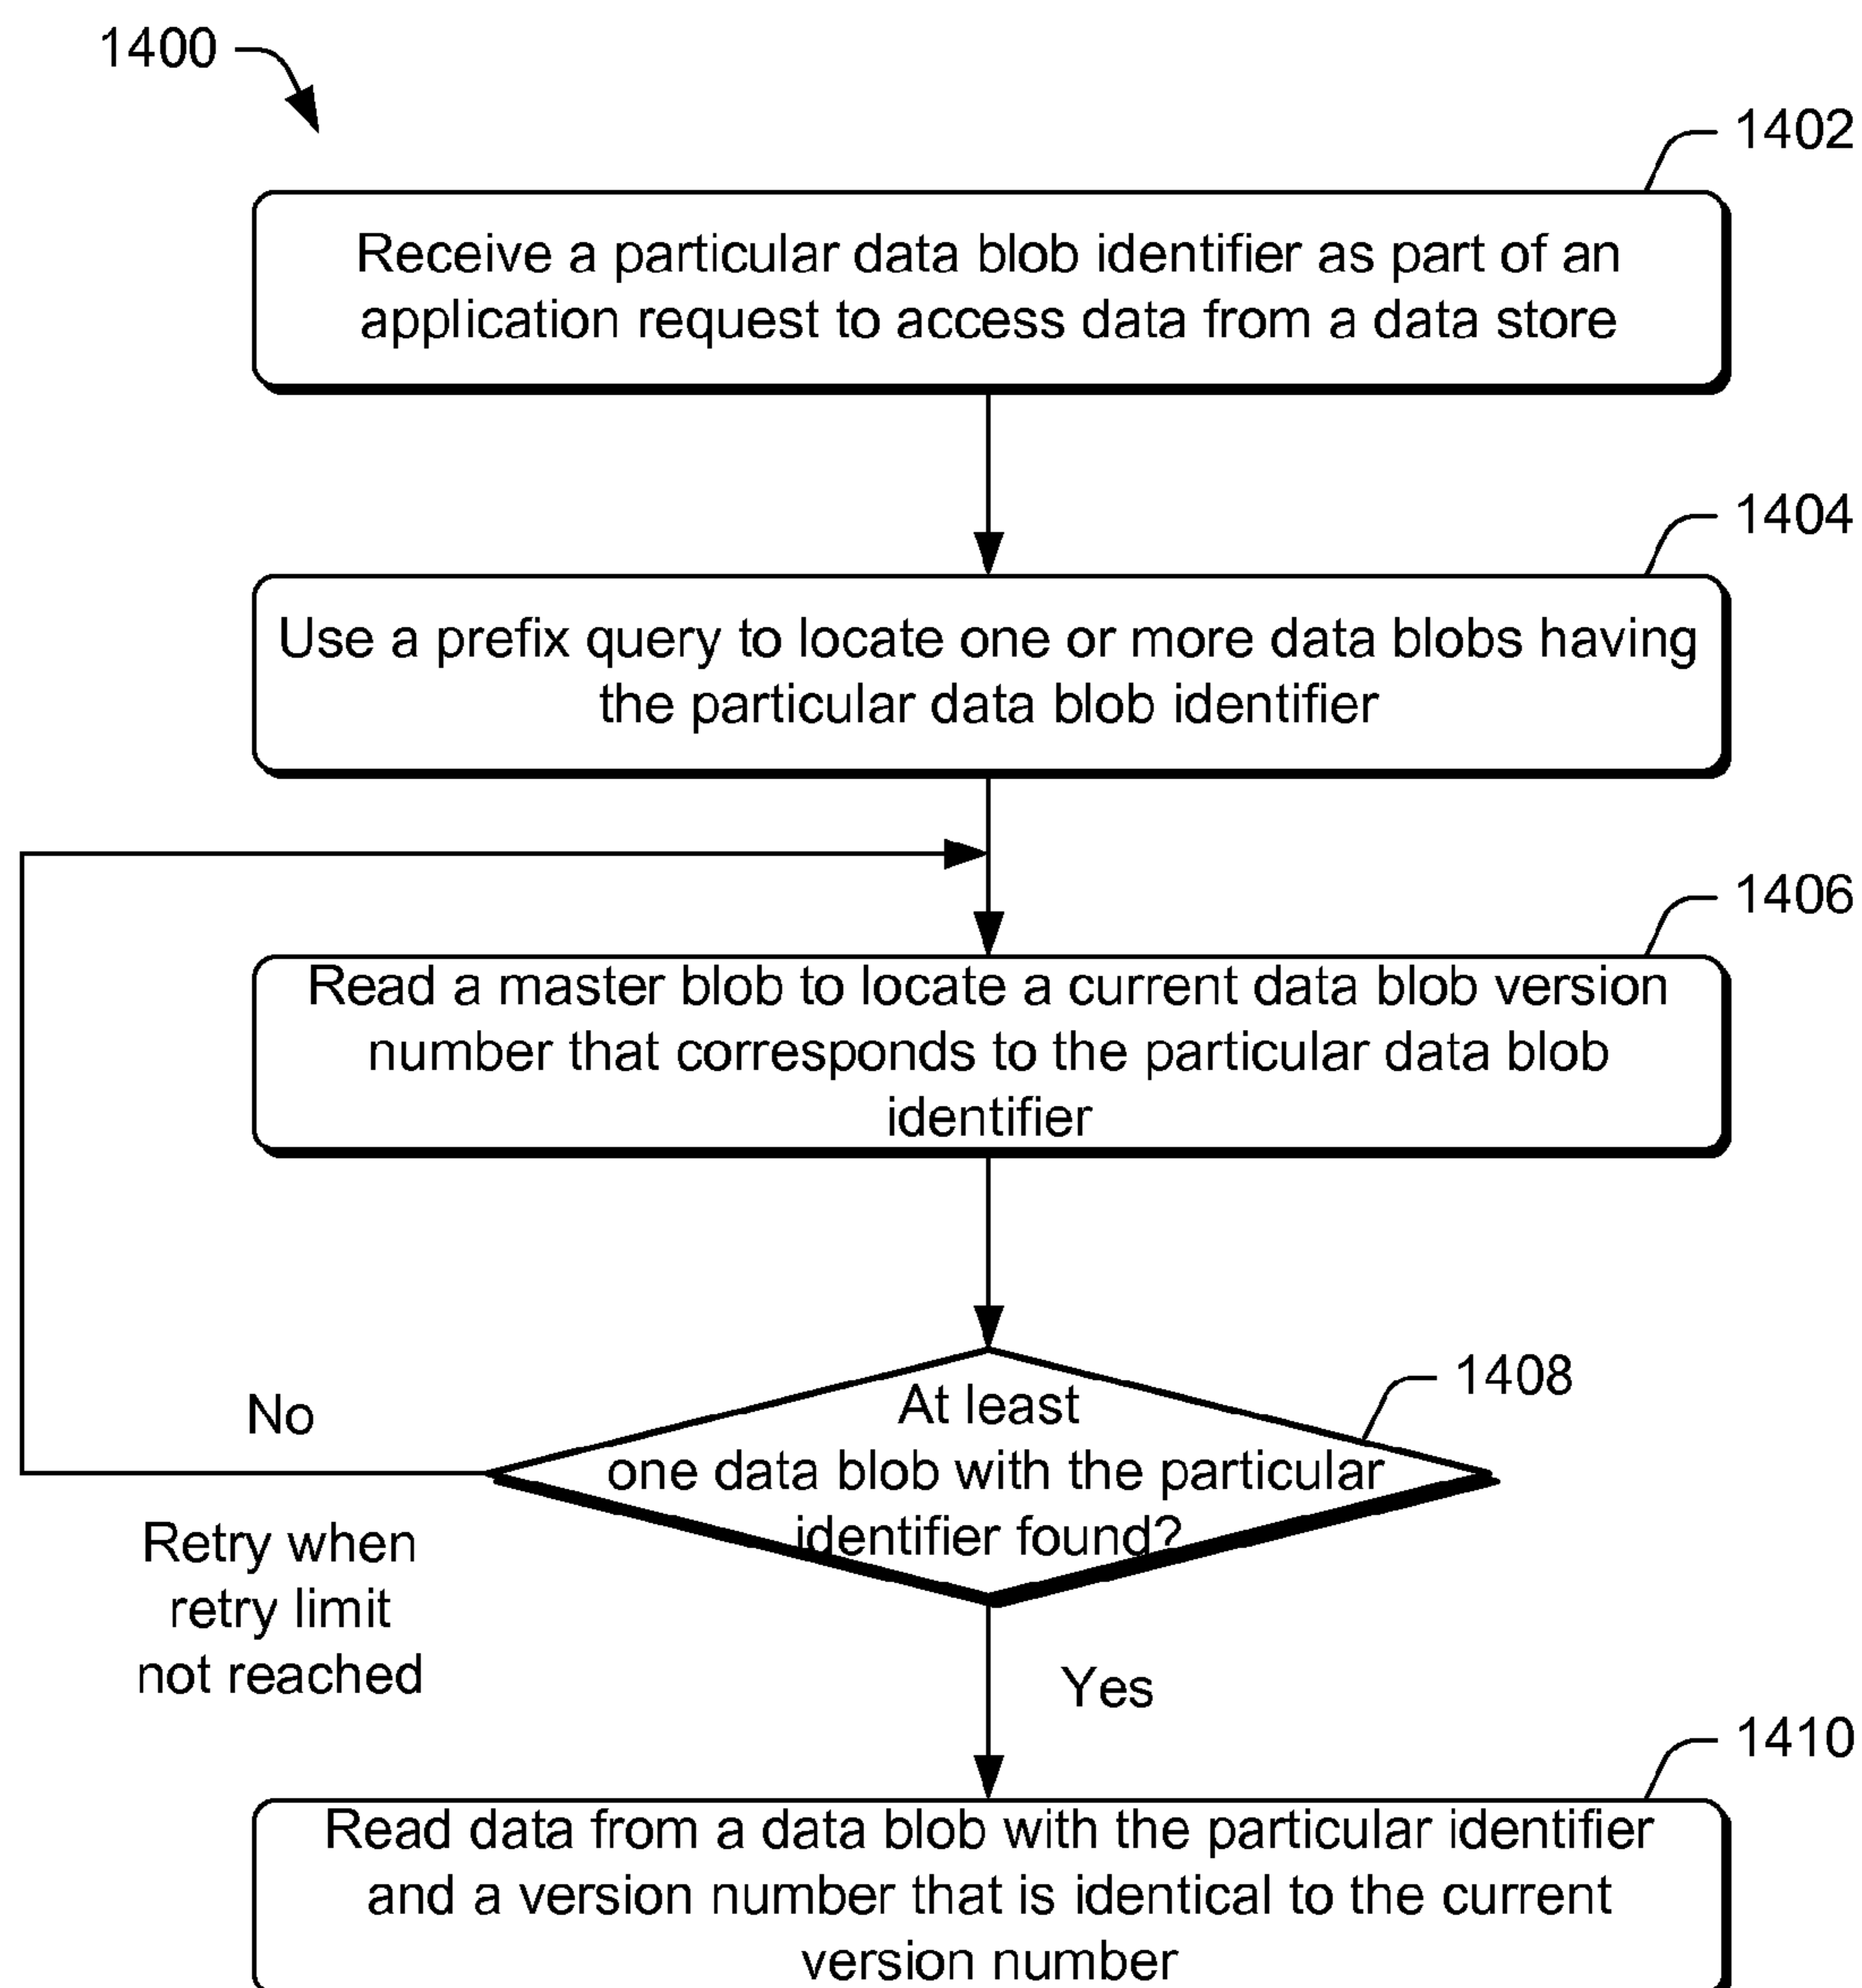 1400
1402
Receive a particular data blob identifier as part of an
application request to access data from a data store
1404
Use a prefix query to locate one or more data blobs having
the particular data blob identifier
1406
Read a master blob to locate a current data blob version
number that corresponds to the particular data blob
identifier
1408
At least
one data blob with the particular
identifier found?
No
Retry when
retry limit
not reached
Yes
1410
Read data from a data blob with the particular identifier
and a version number that is identical to the current
version number